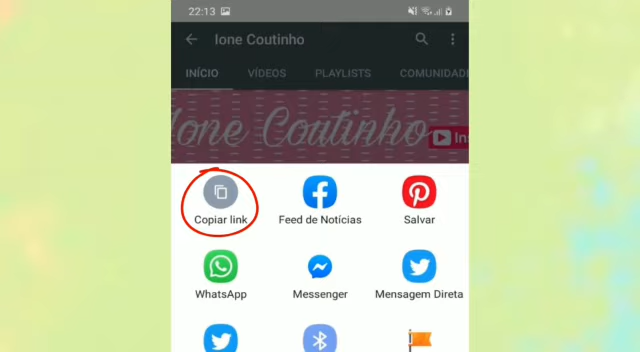 22:13
Ione Coutinho
INÍCIO VÍDEOS PLAYLISTS COMUNIDAD
Ione Coutinho
Ins
Copiar link Feed de Notícias Salvar
WhatsApp Messenger Mensagem Direta